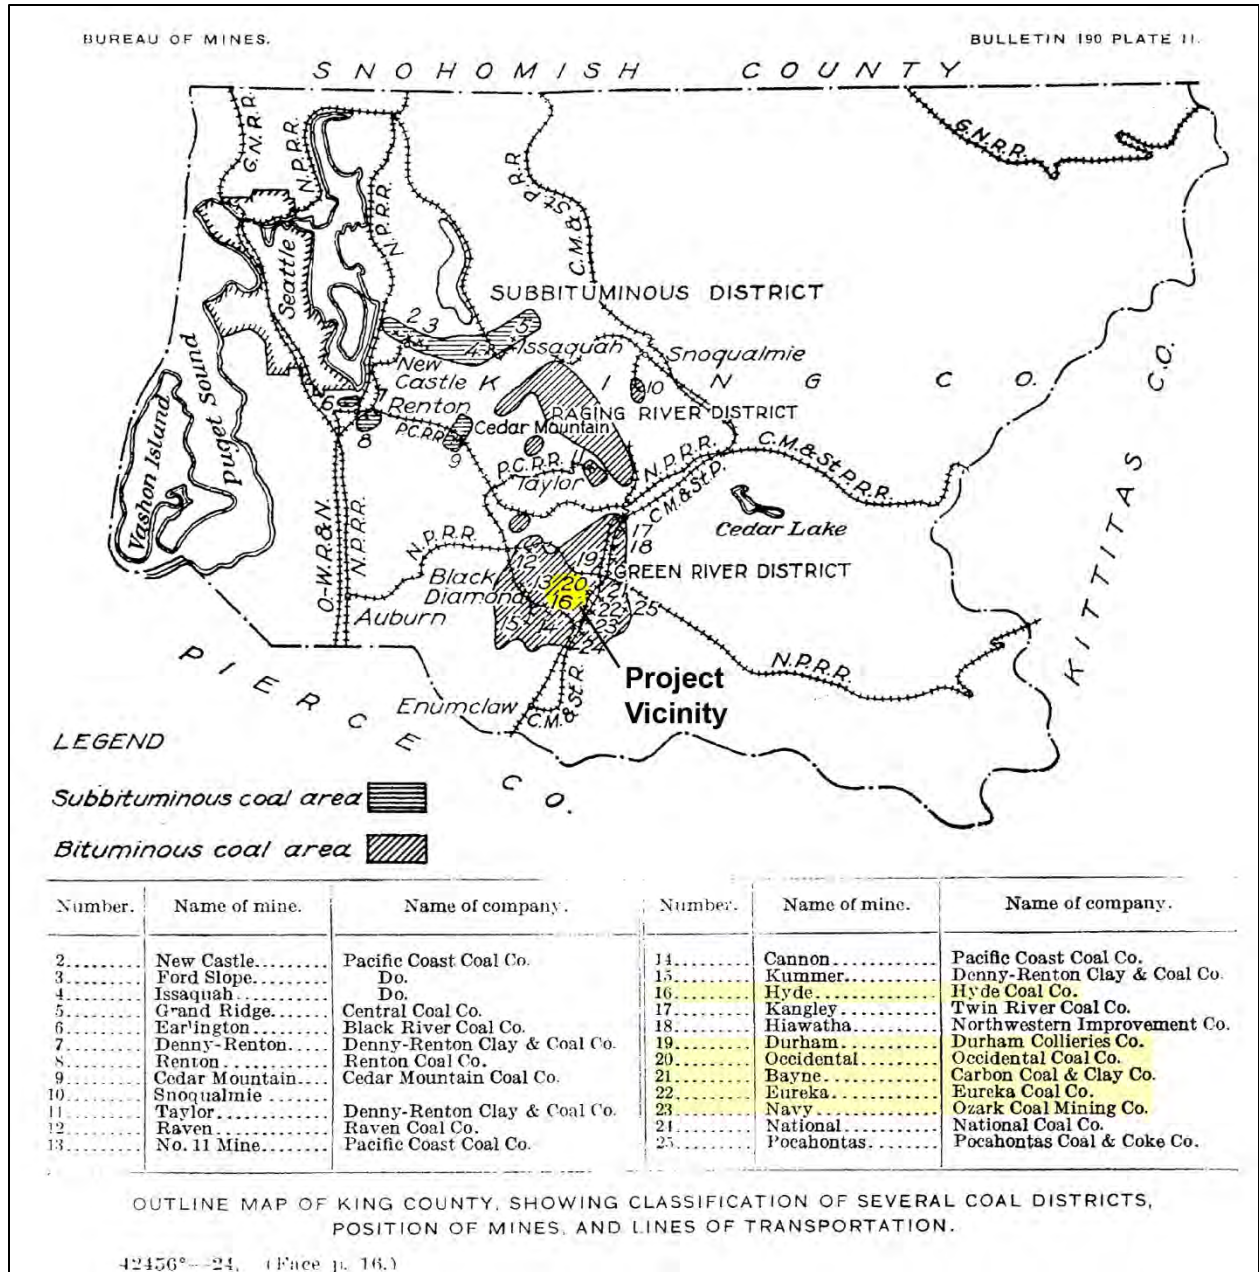 BUREAU OF MINES.
BULLETIN 190 PLATE II.
SNOHOMISH COUNTY
G.N.R.R.
N.P.R.R.
N.P.R.R.
C.M.& St.P.R.R.
G.N.R.R.
Seattle
SUBBITUMINOUS DISTRICT
2 3
4
5
Issaquah
Snoqualmie
New
Castle
KING CO.
10
6
7
Renton
RAGING RIVER DISTRICT
Puget Sound
Vashon Island
8
P.C.R.R.
Cedar Mountain
9
P.C.R.R.
11
Taylor
N.P.R.R.
C.M.& St.P.R.R.
C.M.& St.P.
Cedar Lake
KITTITAS CO.
O.-W.R.& N.
N.P.R.R.
N.P.R.R.
17
18
12
19
GREEN RIVER DISTRICT
Black
Diamond
13
20
21
16
22
25
15
14
23
24
Auburn
N.P.R.R.
PIERCE CO.
Project
Vicinity
Enumclaw
C.M.& St.R.
LEGEND
Subbituminous coal area
Bituminous coal area
Number. Name of mine. Name of company.
2........ New Castle........ Pacific Coast Coal Co.
3........ Ford Slope........ Do.
4........ Issaquah........ Do.
5........ Grand Ridge........ Central Coal Co.
6........ Earlington........ Black River Coal Co.
7........ Denny-Renton..... Denny-Renton Clay & Coal Co.
8........ Renton........ Renton Coal Co.
9........ Cedar Mountain.... Cedar Mountain Coal Co.
10........ Snoqualmie
11........ Taylor........ Denny-Renton Clay & Coal Co.
12........ Raven........ Raven Coal Co.
13........ No. 11 Mine........ Pacific Coast Coal Co.
Number. Name of mine. Name of company.
14........ Cannon........ Pacific Coast Coal Co.
15........ Kummer........ Denny-Renton Clay & Coal Co.
16........ Hyde........ Hyde Coal Co.
17........ Kangley........ Twin River Coal Co.
18........ Hiawatha........ Northwestern Improvement Co.
19........ Durham........ Durham Collieries Co.
20........ Occidental........ Occidental Coal Co.
21........ Bayne........ Carbon Coal & Clay Co.
22........ Eureka........ Eureka Coal Co.
23........ Navy........ Ozark Coal Mining Co.
24........ National........ National Coal Co.
25........ Pocahontas........ Pocahontas Coal & Coke Co.
OUTLINE MAP OF KING COUNTY, SHOWING CLASSIFICATION OF SEVERAL COAL DISTRICTS,
POSITION OF MINES, AND LINES OF TRANSPORTATION.
42456°—24. (Face p. 16.)